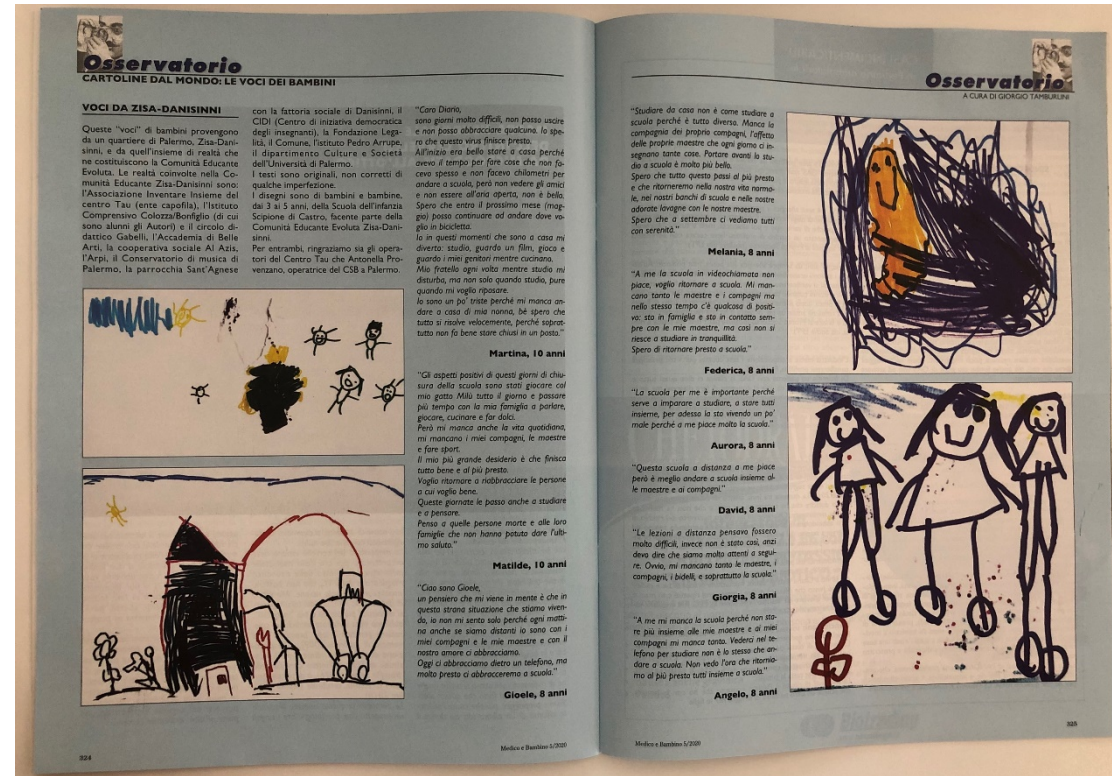 Osservatorio
CARTOLINE DAL MONDO: LE VOCI DEI BAMBINI
VOCI DA ZISA-DANISINNI
Queste “voci” di bambini provengono
da un quartiere di Palermo, Zisa-Dani-
sinni, e da quell'insieme di realtà che
ne costituiscono la Comunità Educante
Evoluta. Le realtà coinvolte nella Co-
munità Educante Zisa-Danisinni sono:
l'Associazione Inventare Insieme del
centro Tau (ente capofila), l'Istituto
Comprensivo Colozza/Bonfiglio (di cui
sono alunni gli Autori) e il circolo di-
dattico Gabelli, l'Accademia di Belle
Arti, la cooperativa sociale Al Azis,
l'Arpi, il Conservatorio di musica di
Palermo, la parrocchia Sant'Agnese
con la fattoria sociale di Danisinni, il
CIDI (Centro di iniziativa democratica
degli insegnanti), la Fondazione Lega-
lità, il Comune, l'istituto Pedro Arrupe,
il dipartimento Culture e Società
dell'Università di Palermo.
I testi sono originali, non corretti di
qualche imperfezione.
I disegni sono di bambini e bambine,
dai 3 ai 5 anni, della Scuola dell'infanzia
Scipione di Castro, facente parte della
Comunità Educante Evoluta Zisa-Dani-
sinni.
Per entrambi, ringraziamo sia gli opera-
tori del Centro Tau che Antonella Pro-
venzano, operatrice del CSB a Palermo.
“Caro Diario,
sono giorni molto difficili, non posso uscire
e non posso abbracciare qualcuno. Io spe-
ro che questo virus finisce presto.
All'inizio era bello stare a casa perché
avevo il tempo per fare cose che non fa-
cevo spesso e non facevo chilometri per
andare a scuola, però non vedere gli amici
e non essere all'aria aperta, non è bello.
Spero che entro il prossimo mese (mag-
gio) posso continuare ad andare dove vo-
glio in bicicletta.
Io in questi momenti che sono a casa mi
diverto: studio, guardo un film, gioco e
guardo i miei genitori mentre cucinano.
Mio fratello ogni volta mentre studio mi
disturba, ma non solo quando studio, pure
quando mi voglio riposare.
Io sono un po' triste perché mi manca an-
dare a casa di mia nonna, bè spero che
tutto si risolve velocemente, perché soprat-
tutto non fa bene stare chiusi in un posto.”
Martina, 10 anni
“Gli aspetti positivi di questi giorni di chiu-
sura della scuola sono stati giocare col
mio gatto Milù tutto il giorno e passare
più tempo con la mia famiglia a parlare,
giocare, cucinare e far dolci.
Però mi manca anche la vita quotidiana,
mi mancano i miei compagni, le maestre
e fare sport.
Il mio più grande desiderio è che finisca
tutto bene e al più presto.
Voglio ritornare a riabbracciare le persone
a cui voglio bene.
Queste giornate le passo anche a studiare
e a pensare.
Penso a quelle persone morte e alle loro
famiglie che non hanno potuto dare l'ulti-
mo saluto.”
Matilde, 10 anni
“Ciao sono Gioele,
un pensiero che mi viene in mente è che in
questa strana situazione che stiamo viven-
do, io non mi sento solo perché ogni matti-
na anche se siamo distanti io sono con i
miei compagni e le mie maestre e con il
nostro amore ci abbracciamo.
Oggi ci abbracciamo dietro un telefono, ma
molto presto ci abbracceremo a scuola.”
Gioele, 8 anni
324
Medico e Bambino 5/2020
Osservatorio
A CURA DI GIORGIO TAMBURLINI
“Studiare da casa non è come studiare a
scuola perché è tutto diverso. Manca la
compagnia dei proprio compagni, l'affetto
delle proprie maestre che ogni giorno ci in-
segnano tante cose. Portare avanti lo stu-
dio a scuola è molto più bello.
Spero che tutto questo passi al più presto
e che ritorneremo nella nostra vita norma-
le, nei nostri banchi di scuola e nelle nostre
adorate lavagne con le nostre maestre.
Spero che a settembre ci vediamo tutti
con serenità.”
Melania, 8 anni
“A me la scuola in videochiamata non
piace, voglio ritornare a scuola. Mi man-
cano tanto le maestre e i compagni ma
nello stesso tempo c'è qualcosa di positi-
vo: sto in famiglia e sto in contatto sem-
pre con le mie maestre, ma così non si
riesce a studiare in tranquillità.
Spero di ritornare presto a scuola.”
Federica, 8 anni
“La scuola per me è importante perché
serve a imparare a studiare, a stare tutti
insieme, per adesso la sto vivendo un po'
male perché a me piace molto la scuola.”
Aurora, 8 anni
“Questa scuola a distanza a me piace
però è meglio andare a scuola insieme al-
le maestre e ai compagni.”
David, 8 anni
“Le lezioni a distanza pensavo fossero
molto difficili, invece non è stato così, anzi
devo dire che siamo molto attenti a segui-
re. Ovvio, mi mancano tanto le maestre, i
compagni, i bidelli, e soprattutto la scuola.”
Giorgia, 8 anni
“A me mi manca la scuola perché non sta-
re più insieme alle mie maestre e ai miei
compagni mi manca tanto. Vederci nel te-
lefono per studiare non è lo stesso che an-
dare a scuola. Non vedo l'ora che ritornia-
mo al più presto tutti insieme a scuola.”
Angelo, 8 anni
Medico e Bambino 5/2020
325